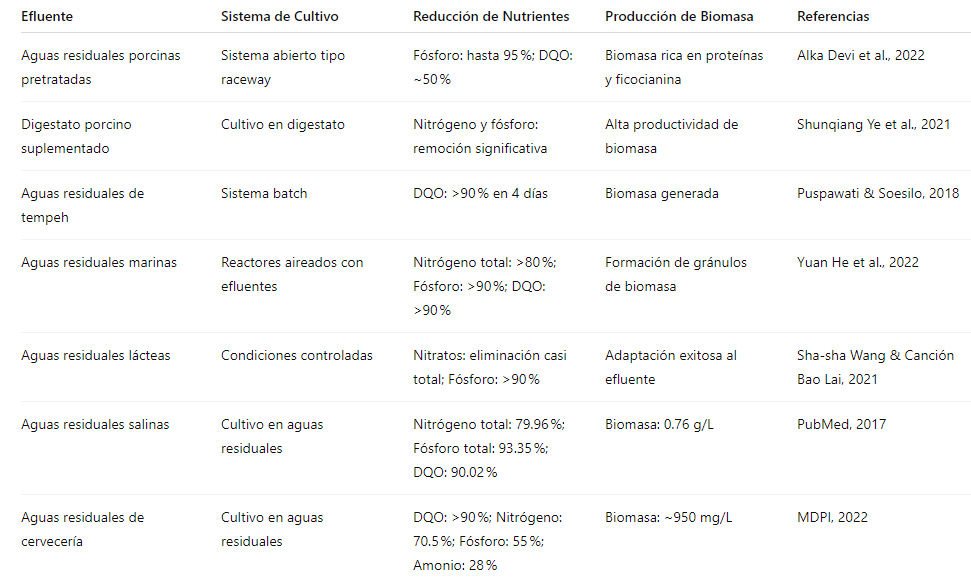 Efluente Sistema de Cultivo Reducción de Nutrientes Producción de Biomasa Referencias
Aguas residuales porcinas Sistema abierto tipo Fósforo: hasta 95 %; DQO: Biomasa rica en proteínas Alka Devi et al., 2022
pretratadas raceway ~50 % y ficocianina
Digestato porcino Cultivo en digestato Nitrógeno y fósforo: Alta productividad de Shunqiang Ye et al., 2021
suplementado remoción significativa biomasa
Aguas residuales de Sistema batch DQO: >90 % en 4 días Biomasa generada Puspawati & Soesilo, 2018
tempeh
Aguas residuales marinas Reactores aireados con Nitrógeno total: >80 %; Formación de gránulos Yuan He et al., 2022
efluentes Fósforo: >90 %; DQO: de biomasa
>90 %
Aguas residuales lácteas Condiciones controladas Nitratos: eliminación casi Adaptación exitosa al Sha-sha Wang & Canción
total; Fósforo: >90 % efluente Bao Lai, 2021
Aguas residuales salinas Cultivo en aguas Nitrógeno total: 79.96 %; Biomasa: 0.76 g/L PubMed, 2017
residuales Fósforo total: 93.35 %;
DQO: 90.02 %
Aguas residuales de Cultivo en aguas DQO: >90 %; Nitrógeno: Biomasa: ~950 mg/L MDPI, 2022
cervecería residuales 70.5 %; Fósforo: 55 %;
Amonio: 28 %